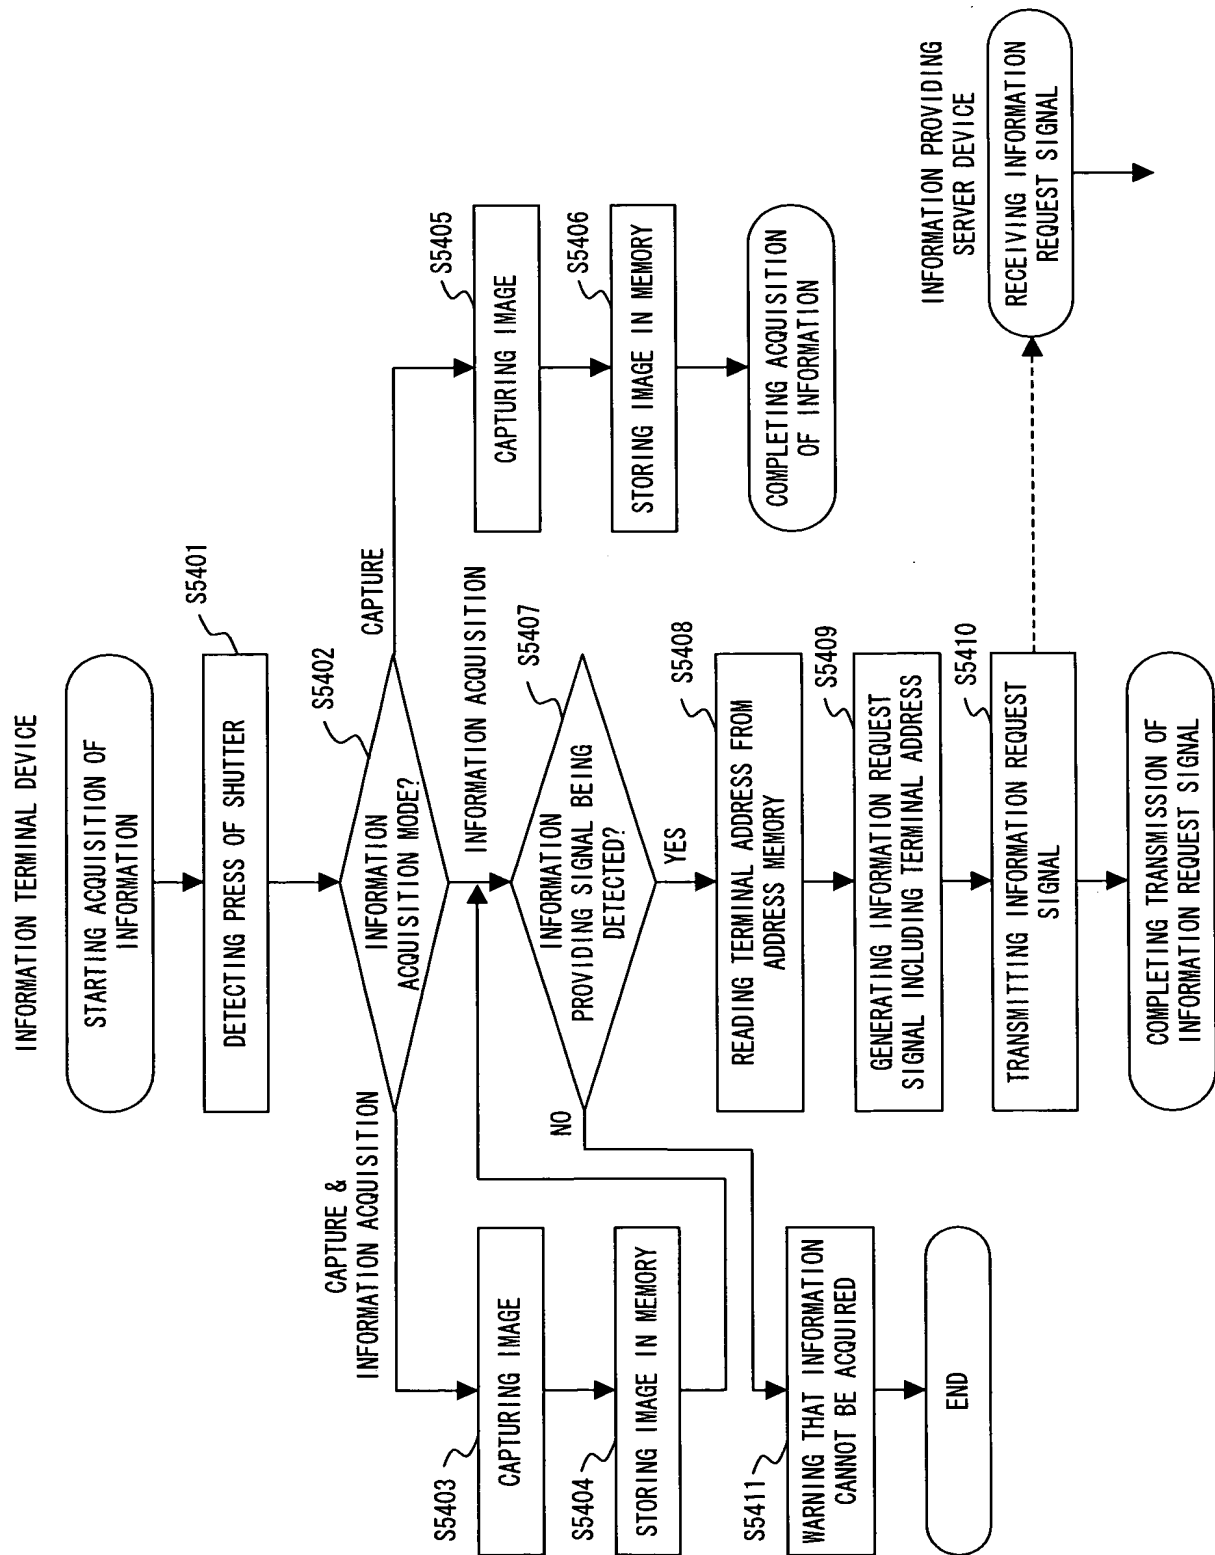 INFORMATION TERMINAL DEVICE
STARTING ACQUISITION OF
INFORMATION
S5401
DETECTING PRESS OF SHUTTER
S5402
INFORMATION
ACQUISITION MODE?
CAPTURE &
INFORMATION ACQUISITION
CAPTURE
INFORMATION ACQUISITION
S5403
CAPTURING IMAGE
S5404
STORING IMAGE IN MEMORY
S5405
CAPTURING IMAGE
S5406
STORING IMAGE IN MEMORY
COMPLETING ACQUISITION
OF INFORMATION
S5407
INFORMATION
PROVIDING SIGNAL BEING
DETECTED?
NO
YES
S5411
WARNING THAT INFORMATION
CANNOT BE ACQUIRED
END
S5408
READING TERMINAL ADDRESS FROM
ADDRESS MEMORY
S5409
GENERATING INFORMATION REQUEST
SIGNAL INCLUDING TERMINAL ADDRESS
S5410
TRANSMITTING INFORMATION REQUEST
SIGNAL
COMPLETING TRANSMISSION OF
INFORMATION REQUEST SIGNAL
INFORMATION PROVIDING
SERVER DEVICE
RECEIVING INFORMATION
REQUEST SIGNAL